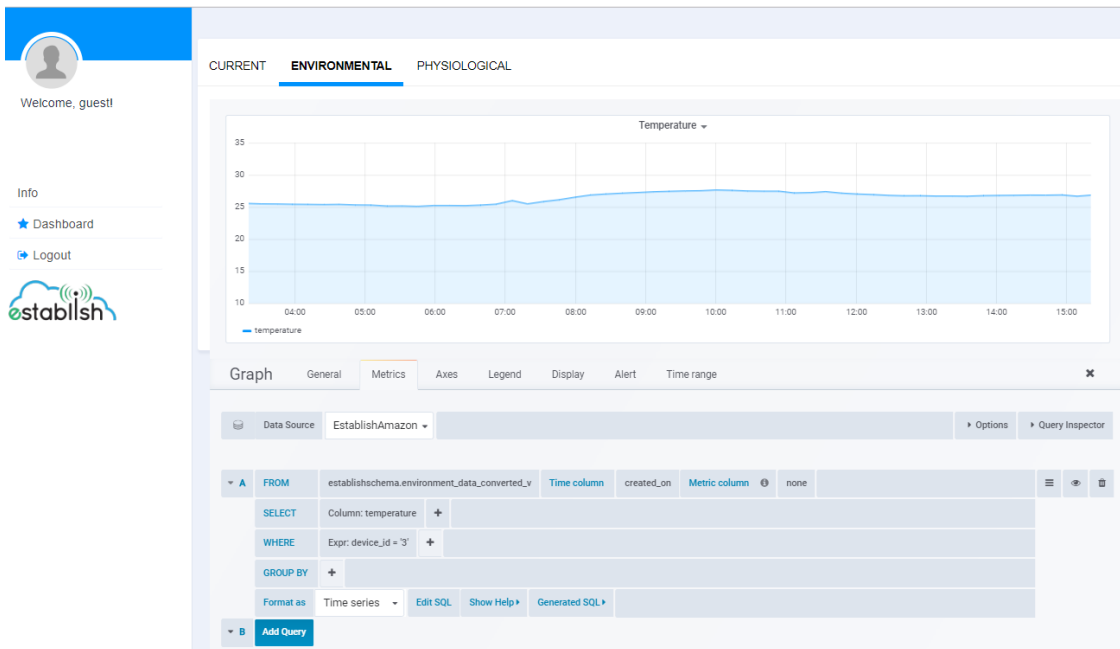 CURRENT ENVIRONMENTAL PHYSIOLOGICAL
Welcome, guest!
Info
Dashboard
Logout
establish
Temperature
35
30
25
20
15
10
04:00 05:00 06:00 07:00 08:00 09:00 10:00 11:00 12:00 13:00 14:00 15:00
temperature
Graph General Metrics Axes Legend Display Alert Time range
Data Source EstablishAmazon Options Query Inspector
A FROM establishschema.environment_data_converted_v Time column created_on Metric column none
SELECT Column: temperature +
WHERE Expr: device_id = '3' +
GROUP BY +
Format as Time series Edit SQL Show Help Generated SQL
B Add Query